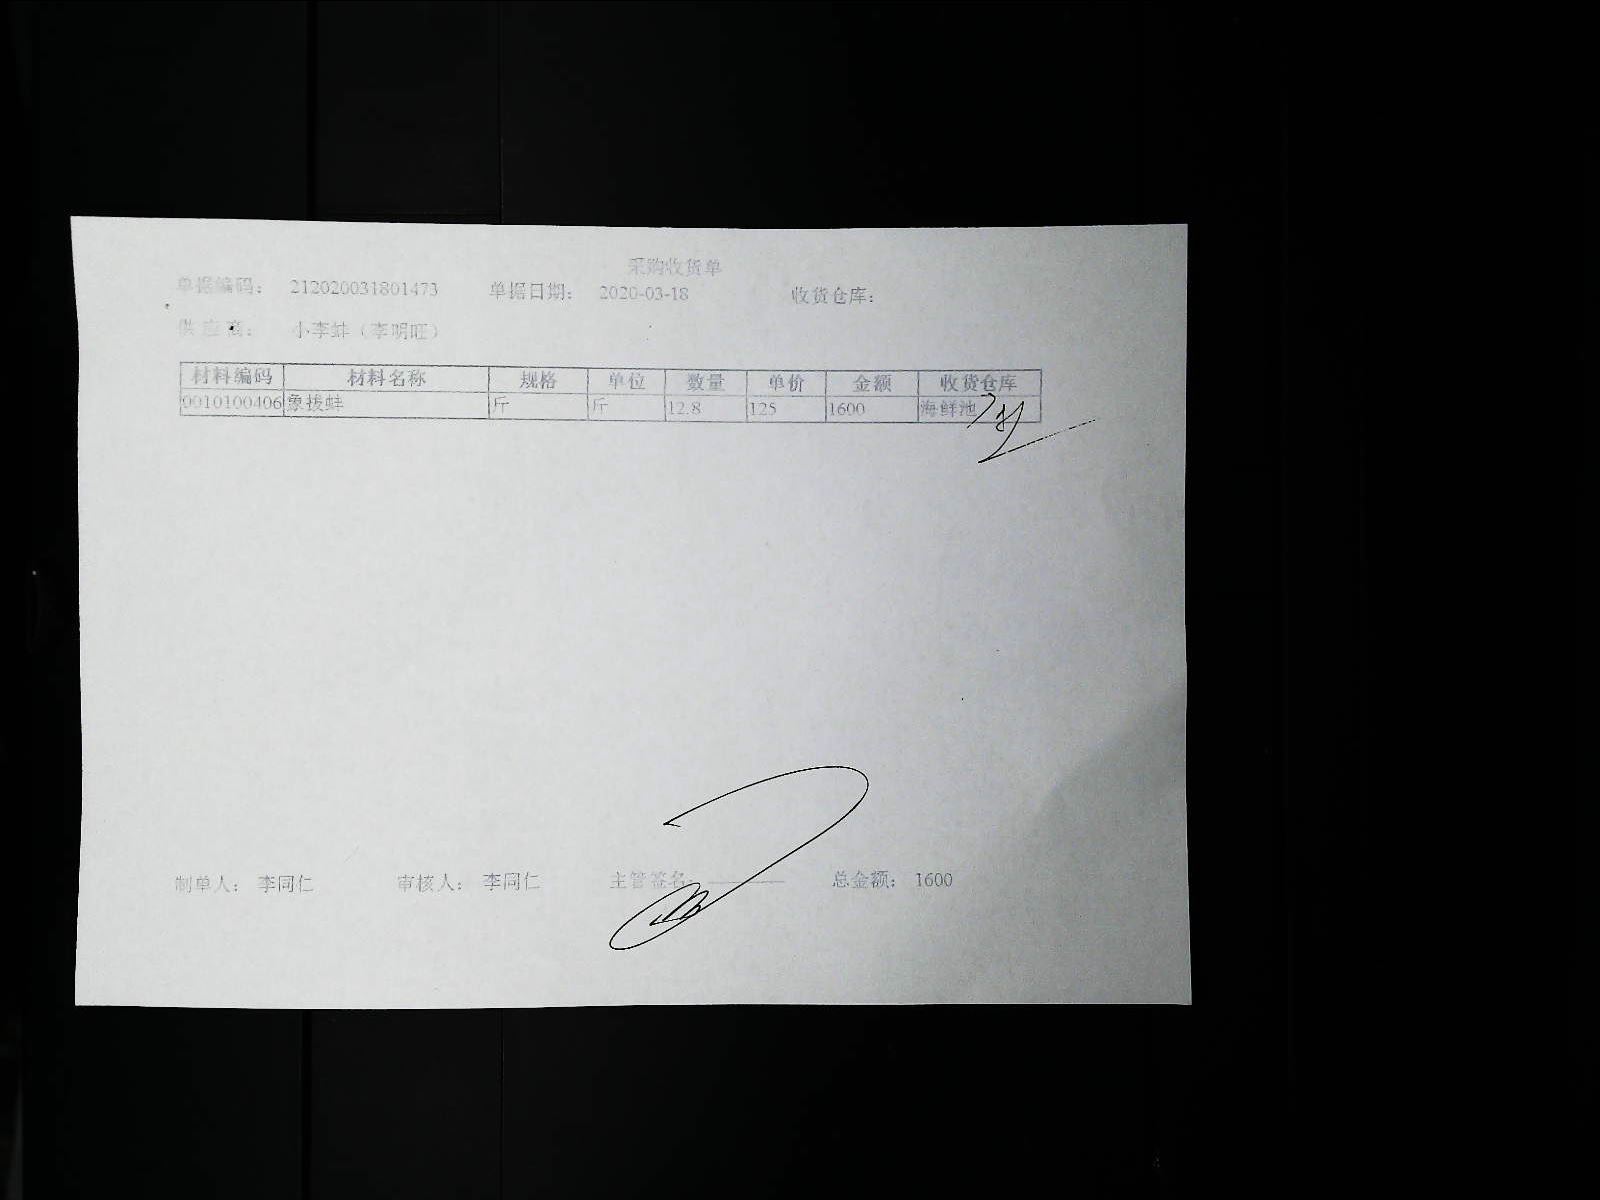 采购收货单
单据编码： 212020031801473 单据日期： 2020-03-18 收货仓库：
供应商： 小李蚌（李明旺）
材料编码 材料名称 规格 单位 数量 单价 金额 收货仓库
0010100406 象拔蚌 斤 斤 12.8 125 1600 海鲜池
制单人： 李同仁 审核人： 李同仁 主管签名： 总金额： 1600